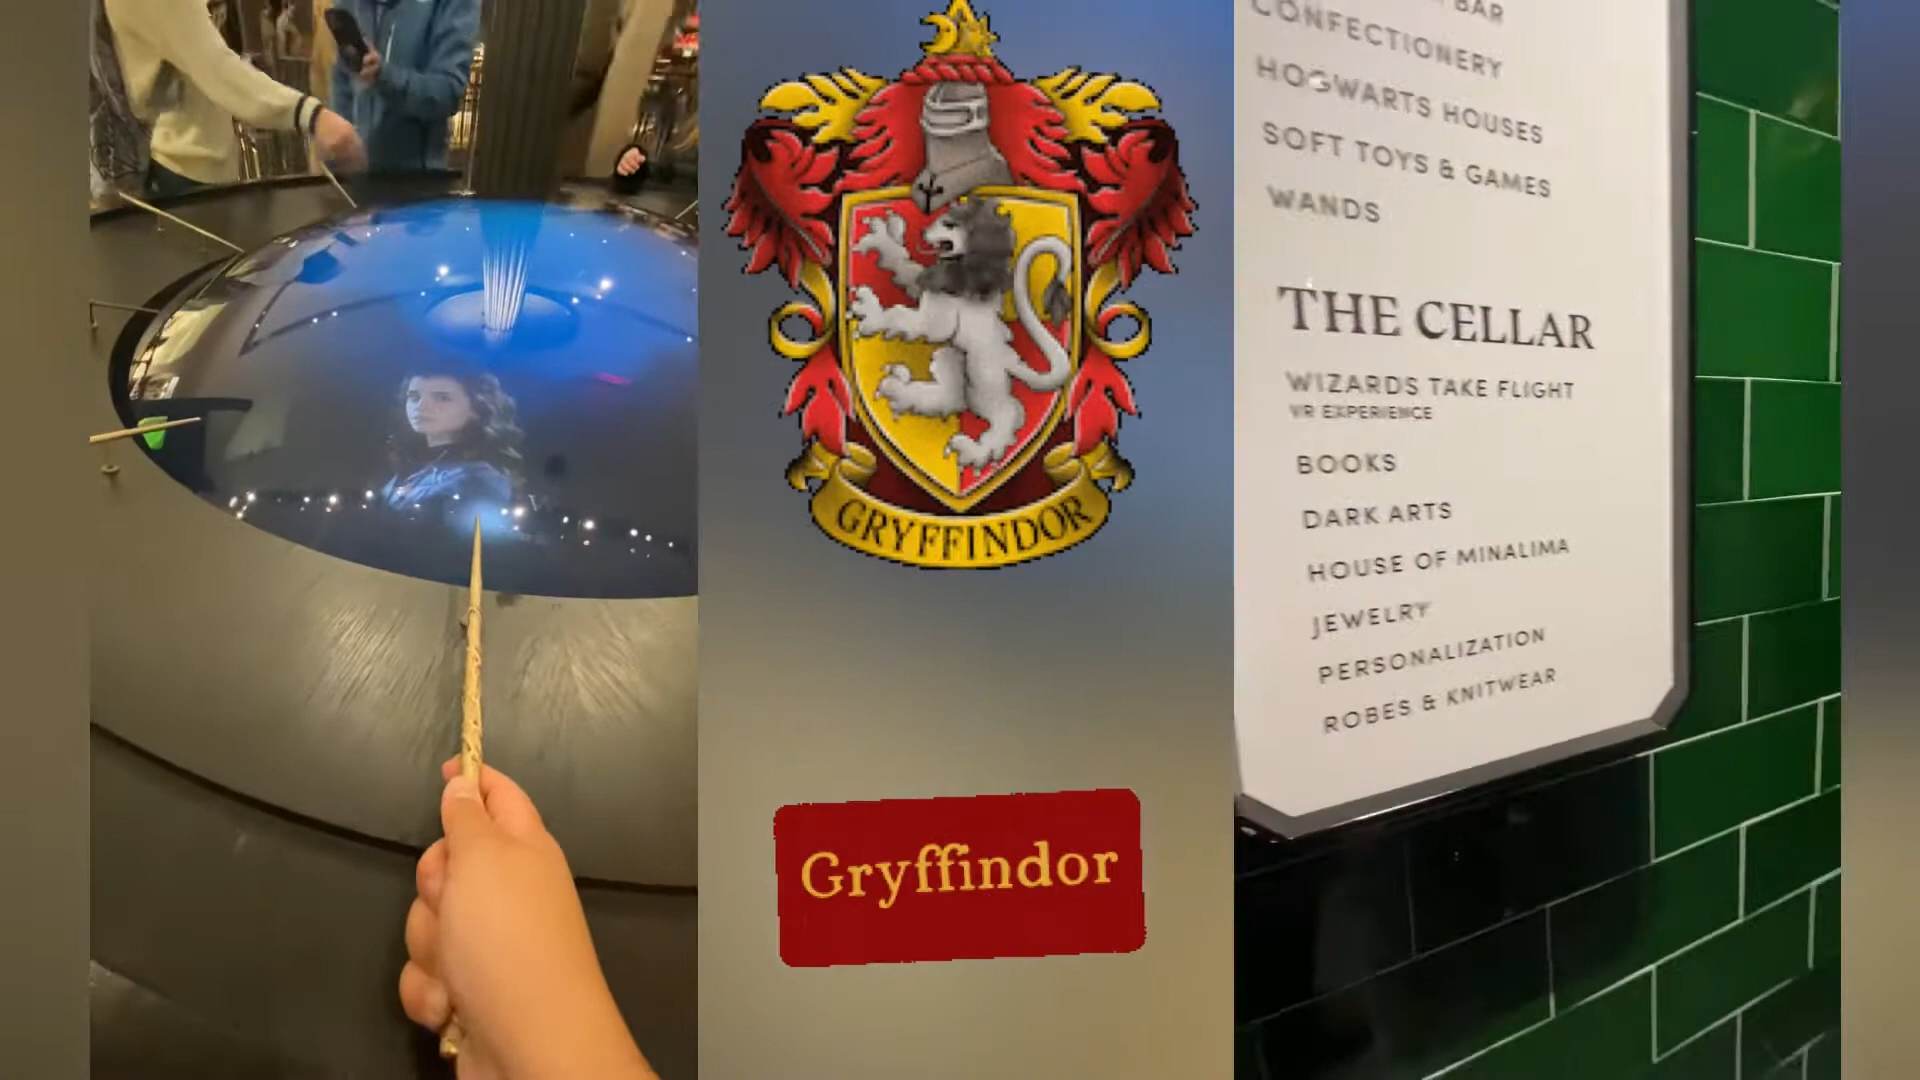 GRYFFINDOR
Gryffindor
BAR
CONFECTIONERY
HOGWARTS HOUSES
SOFT TOYS & GAMES
WANDS
THE CELLAR
WIZARDS TAKE FLIGHT
VR EXPERIENCE
BOOKS
DARK ARTS
HOUSE OF MINALIMA
JEWELRY
PERSONALIZATION
ROBES & KNITWEAR